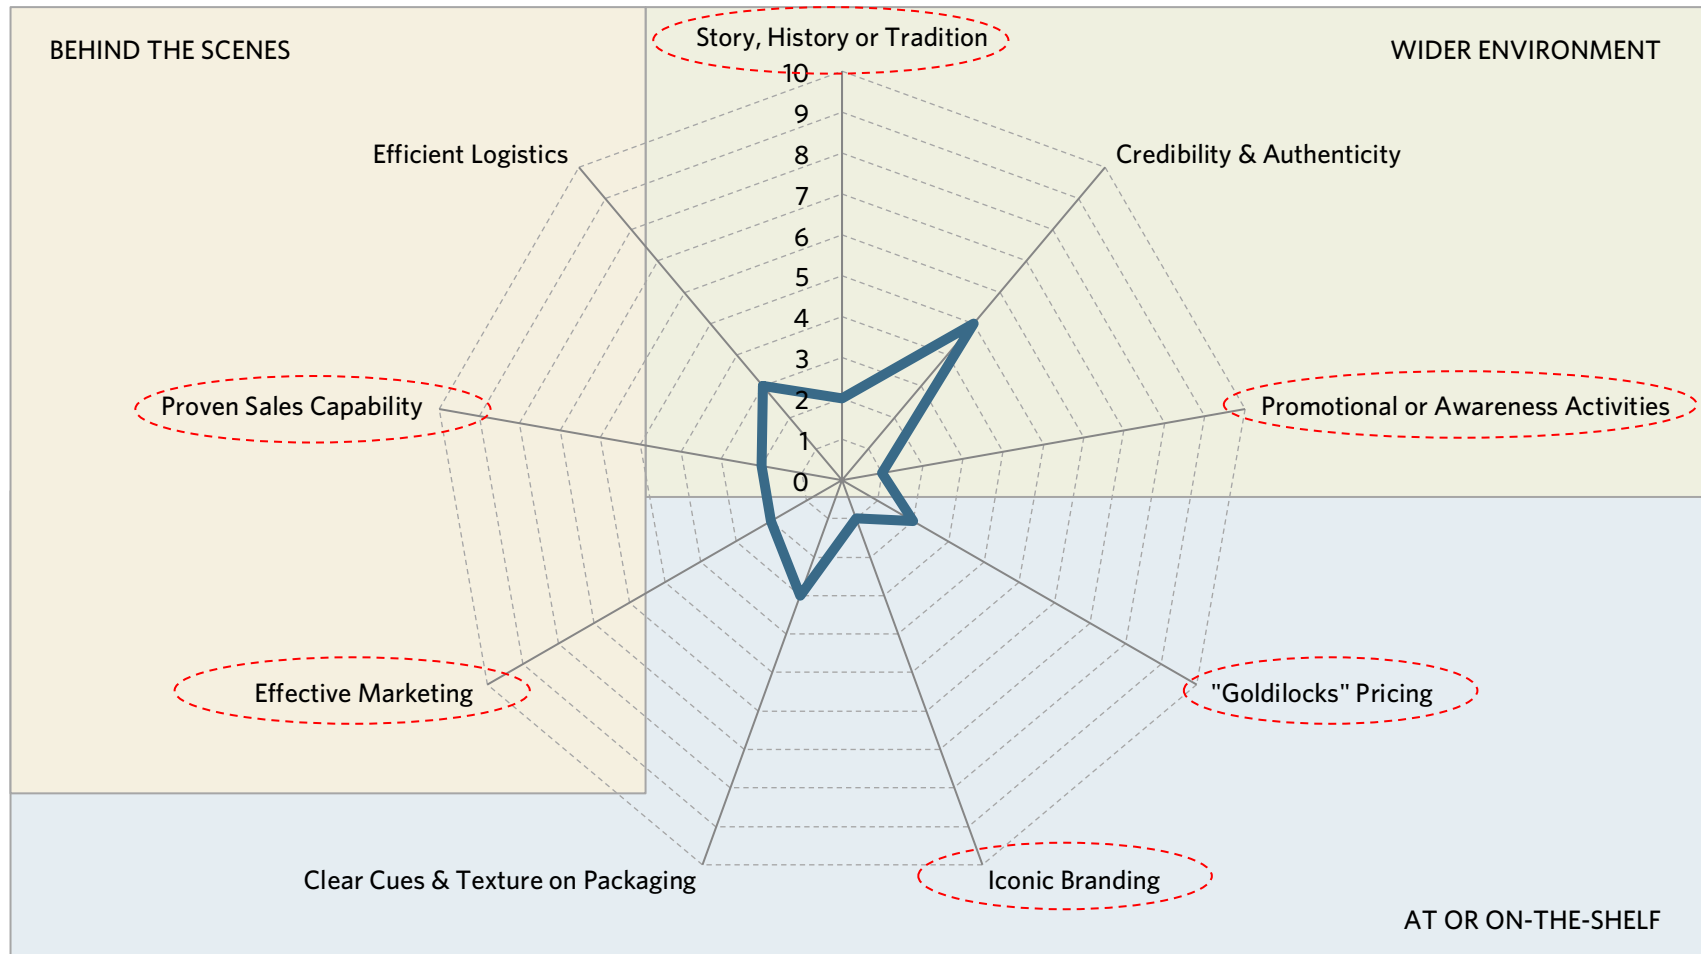 BEHIND THE SCENES
Story, History or Tradition
WIDER ENVIRONMENT
10
9
Efficient Logistics
8
Credibility & Authenticity
7
6
5
4
3
Proven Sales Capability
2
Promotional or Awareness Activities
1
0
Effective Marketing
"Goldilocks" Pricing
Clear Cues & Texture on Packaging
Iconic Branding
AT OR ON-THE-SHELF